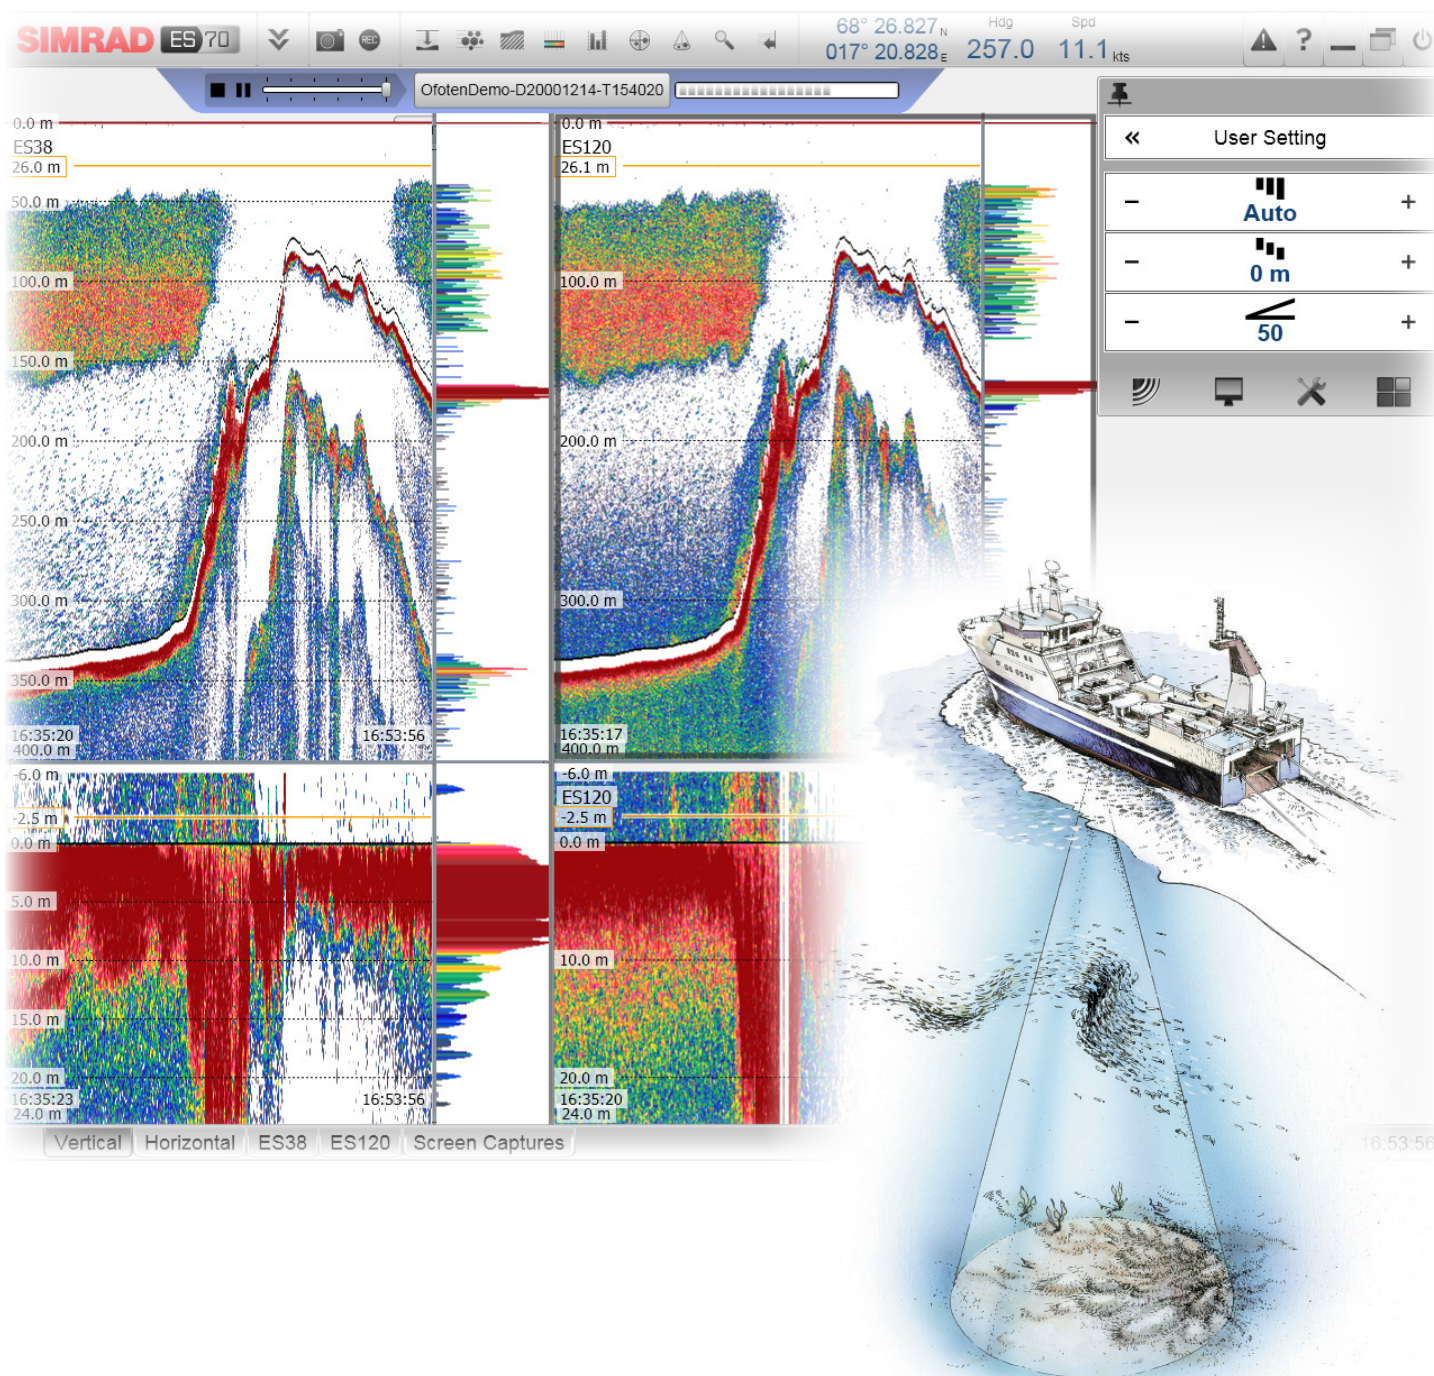 SIMRAD ES 70
REC
68° 26.827 N
017° 20.828 E
Hdg
257.0
Spd
11.1 kts
?
OfotenDemo-D20001214-T154020
User Setting
- Auto +
- 0 m +
- 50 +
0.0 m
ES38
26.0 m
50.0 m
100.0 m
150.0 m
200.0 m
250.0 m
300.0 m
350.0 m
16:35:20
16:53:56
400.0 m
0.0 m
ES120
26.1 m
100.0 m
200.0 m
300.0 m
16:35:17
400.0 m
-6.0 m
-2.5 m
0.0 m
5.0 m
10.0 m
15.0 m
20.0 m
16:35:23
16:53:56
24.0 m
-6.0 m
ES120
-2.5 m
0.0 m
10.0 m
20.0 m
16:35:20
24.0 m
Vertical Horizontal ES38 ES120 Screen Captures
16:53:56